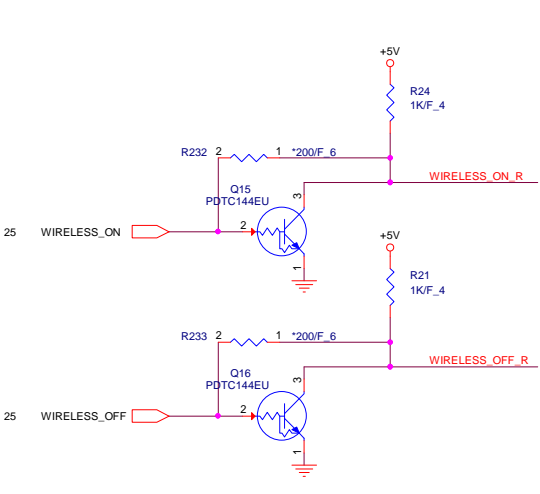 +5V
R24
1K/F_4
R232 2 1 *200/F_6
WIRELESS_ON_R
Q15
PDTC144EU
3
25 WIRELESS_ON
2
1
+5V
R21
1K/F_4
R233 2 1 *200/F_6
WIRELESS_OFF_R
Q16
PDTC144EU
3
25 WIRELESS_OFF
2
1